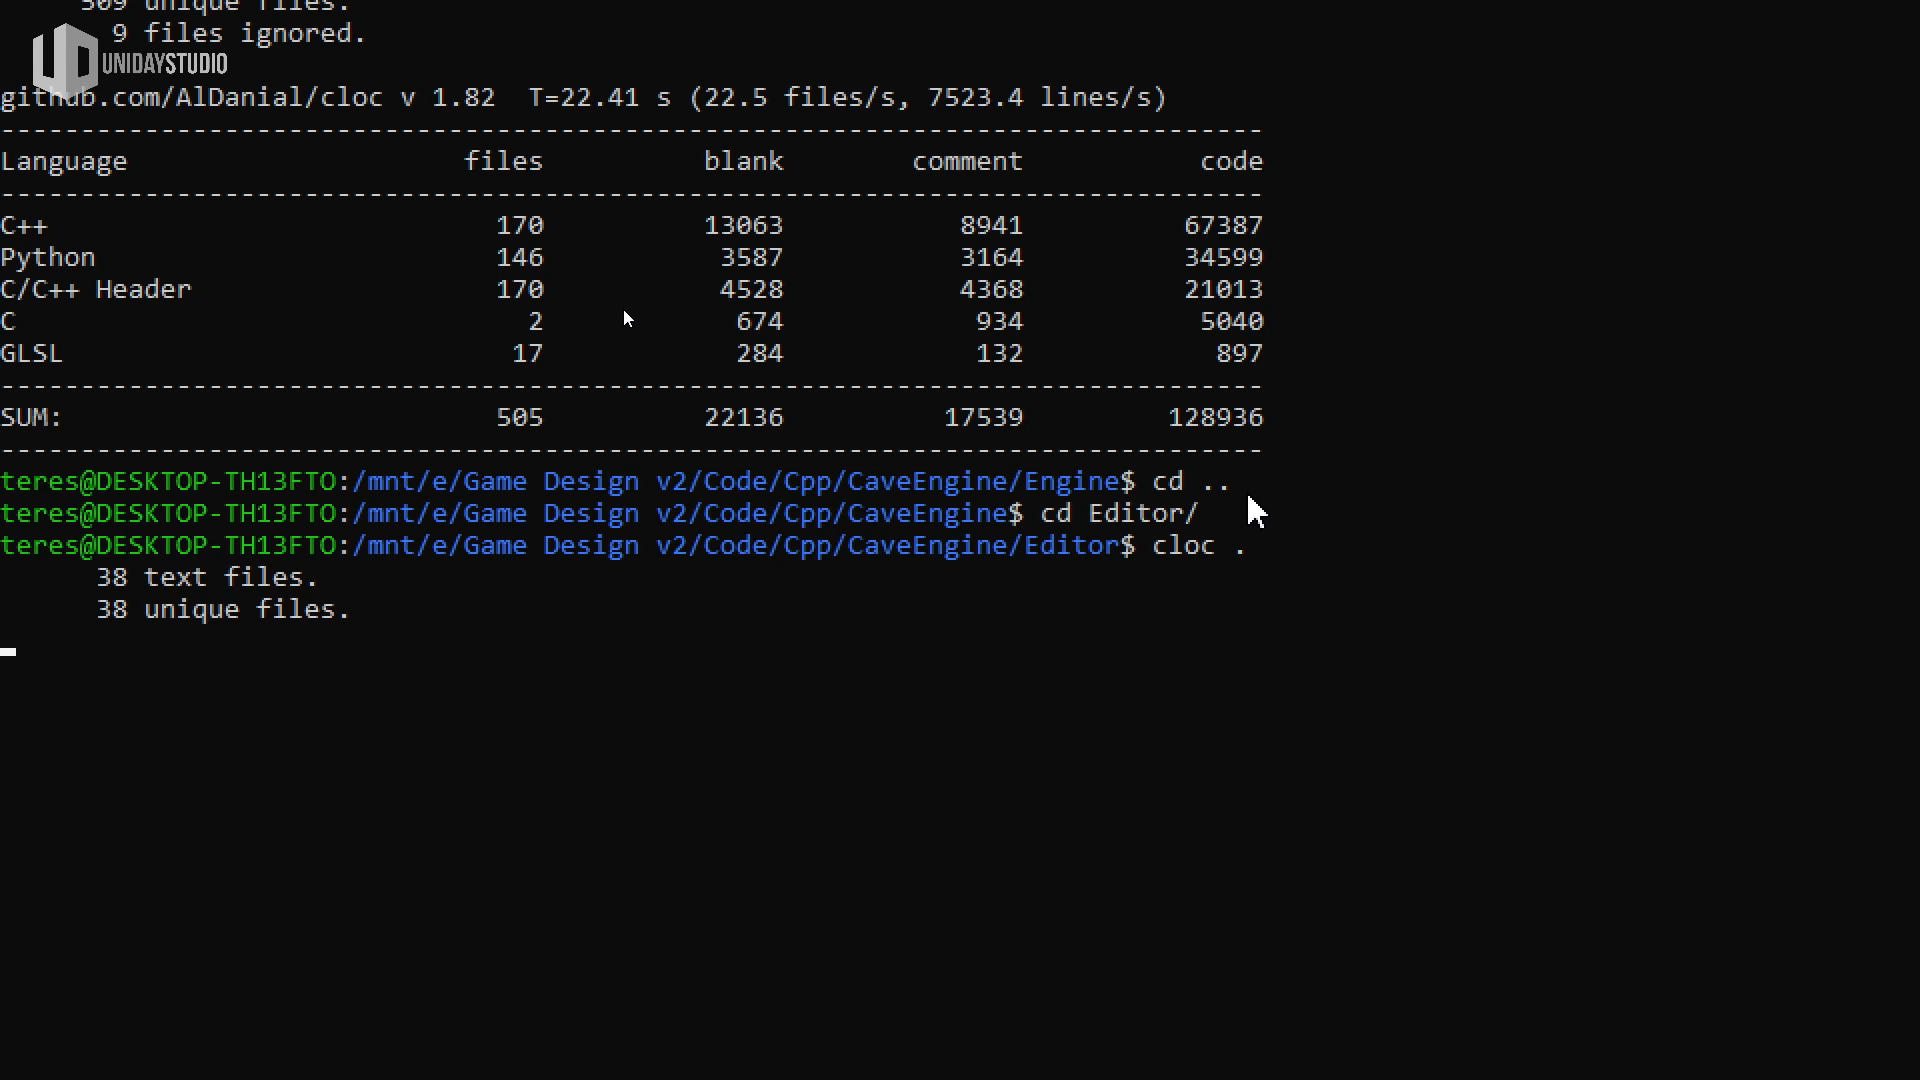 509 unique files.
9 files ignored.
UNIDAYSTUDIO
github.com/AlDanial/cloc v 1.82  T=22.41 s (22.5 files/s, 7523.4 lines/s)
-------------------------------------------------------------------------------
Language                     files          blank        comment           code
-------------------------------------------------------------------------------
C++                            170          13063           8941          67387
Python                         146           3587           3164          34599
C/C++ Header                   170           4528           4368          21013
C                                2            674            934           5040
GLSL                            17            284            132            897
-------------------------------------------------------------------------------
SUM:                           505          22136          17539         128936
-------------------------------------------------------------------------------
teres@DESKTOP-TH13FTO:/mnt/e/Game Design v2/Code/Cpp/CaveEngine/Engine$ cd ..
teres@DESKTOP-TH13FTO:/mnt/e/Game Design v2/Code/Cpp/CaveEngine$ cd Editor/
teres@DESKTOP-TH13FTO:/mnt/e/Game Design v2/Code/Cpp/CaveEngine/Editor$ cloc .
38 text files.
38 unique files.